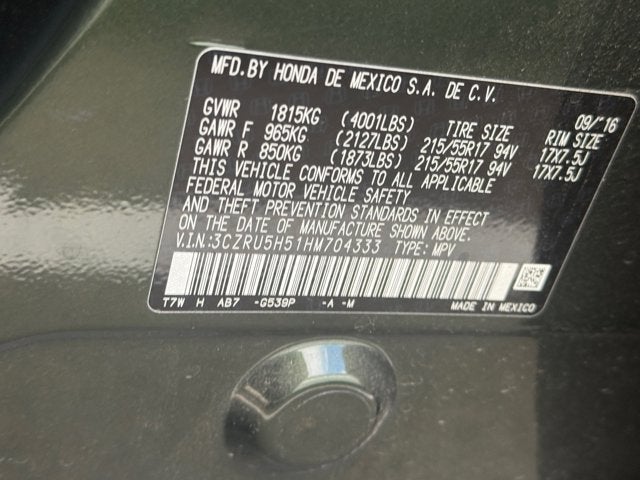 MFD. BY HONDA DE MEXICO S.A. DE C.V.
09/'16
GVWR 1815KG (4001LBS) TIRE SIZE RIM SIZE
GAWR F 965KG (2127LBS) 215/55R17 94V 17X7.5J
GAWR R 850KG (1873LBS) 215/55R17 94V 17X7.5J
THIS VEHICLE CONFORMS TO ALL APPLICABLE
FEDERAL MOTOR VEHICLE SAFETY
AND THEFT PREVENTION STANDARDS IN EFFECT
ON THE DATE OF MANUFACTURE SHOWN ABOVE.
V.I.N.:3CZRU5H51HM704333 TYPE: MPV
T7W H AB7 -G539P -A -M
MADE IN MEXICO